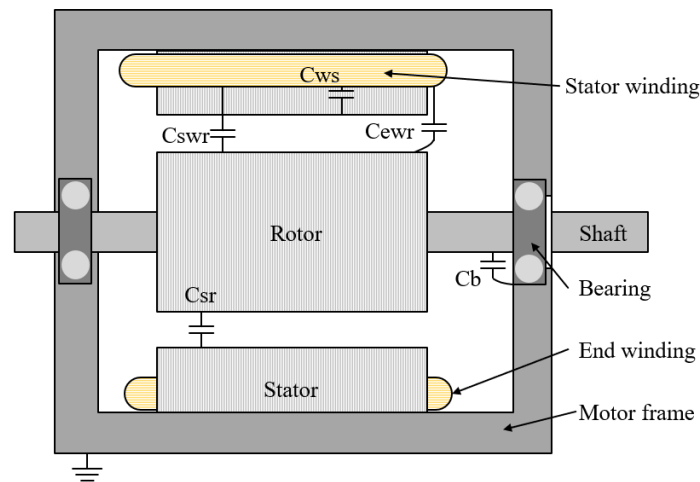 Cws
Stator winding
Cswr
Cewr
Rotor
Shaft
Cb
Bearing
Csr
End winding
Stator
Motor frame